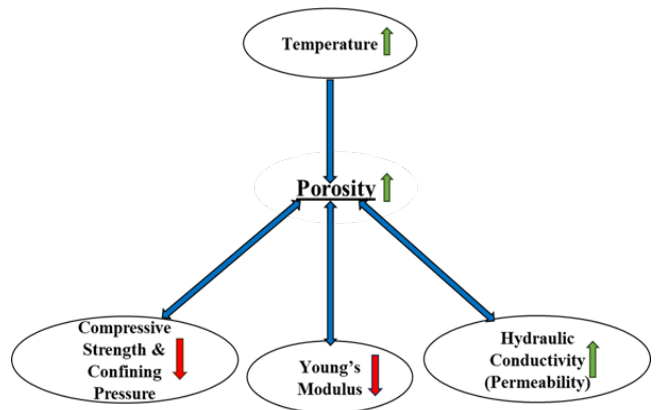 Temperature
Porosity
Compressive
Strength &
Confining
Pressure
Young's
Modulus
Hydraulic
Conductivity
(Permeability)